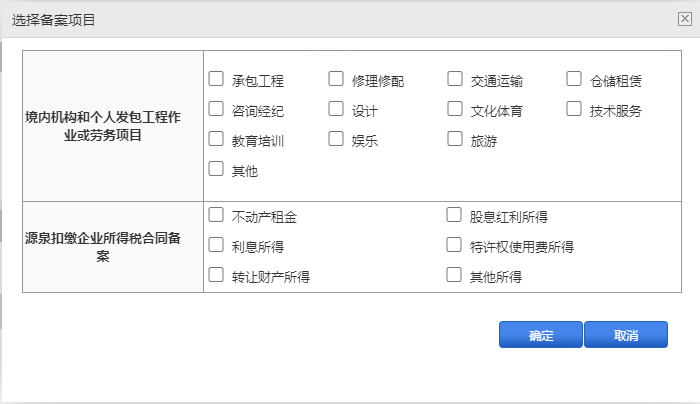 选择备案项目
境内机构和个人发包工程作
业或劳务项目
承包工程 修理修配 交通运输 仓储租赁
咨询经纪 设计 文化体育 技术服务
教育培训 娱乐 旅游
其他
源泉扣缴企业所得税合同备
案
不动产租金 股息红利所得
利息所得 特许权使用费所得
转让财产所得 其他所得
确定 取消